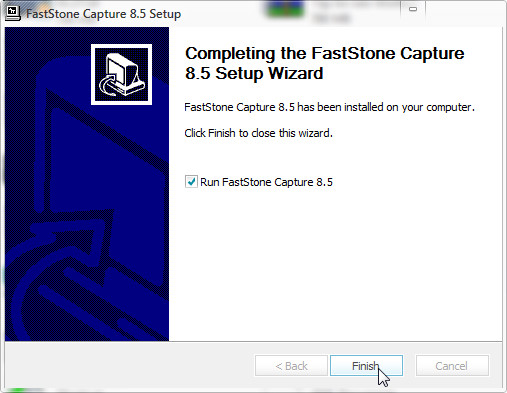 FastStone Capture 8.5 Setup
Completing the FastStone Capture
8.5 Setup Wizard
FastStone Capture 8.5 has been installed on your computer.
Click Finish to close this wizard.
Run FastStone Capture 8.5
< Back
Finish
Cancel